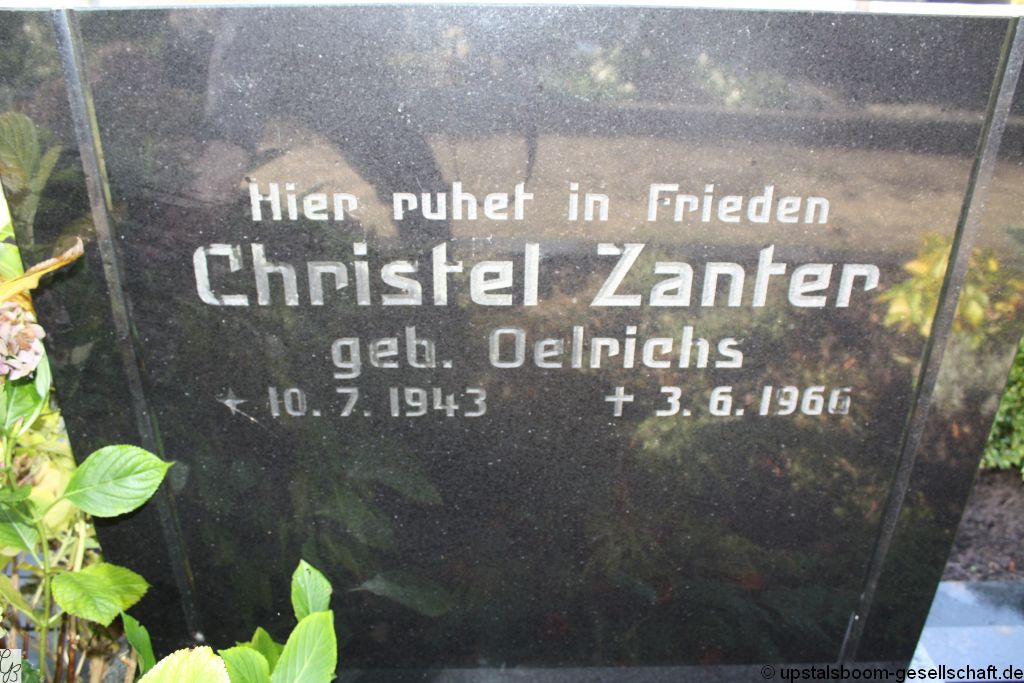 Hier ruhet in Frieden
Christel Zanter
geb. Oelrichs
* 10. 7. 1943 † 3. 6. 1966
© upstalsboom-gesellschaft.de